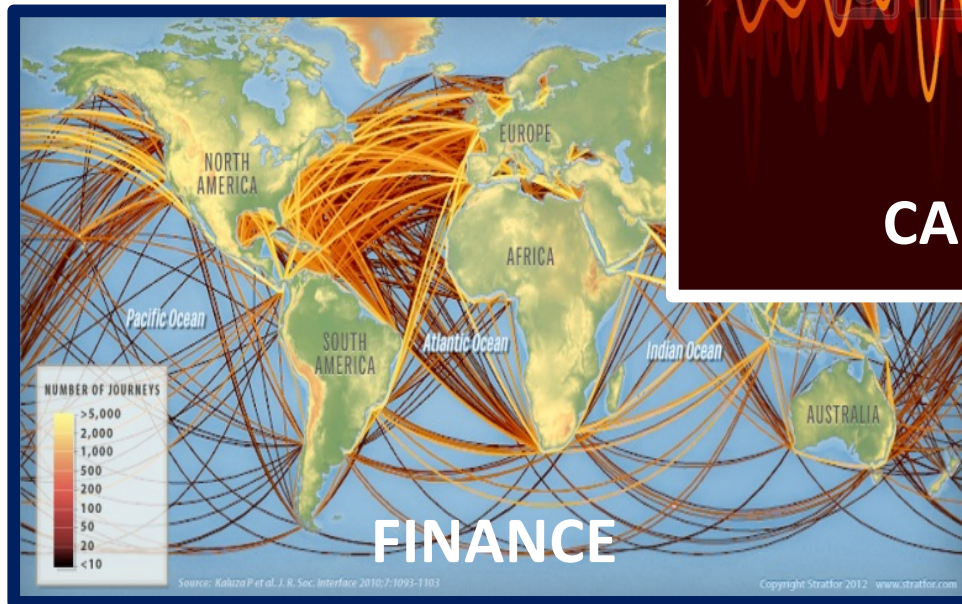 CA
EUROPE
NORTH
AMERICA
AFRICA
Pacific Ocean
SOUTH
AMERICA
Atlantic Ocean
Indian Ocean
AUSTRALIA
NUMBER OF JOURNEYS
>5,000
2,000
1,000
500
200
100
50
20
<10
FINANCE
Source: Kaluza P et al. J. R. Soc. Interface 2010;7:1093-1103
Copyright Stratfor 2012 www.stratfor.com